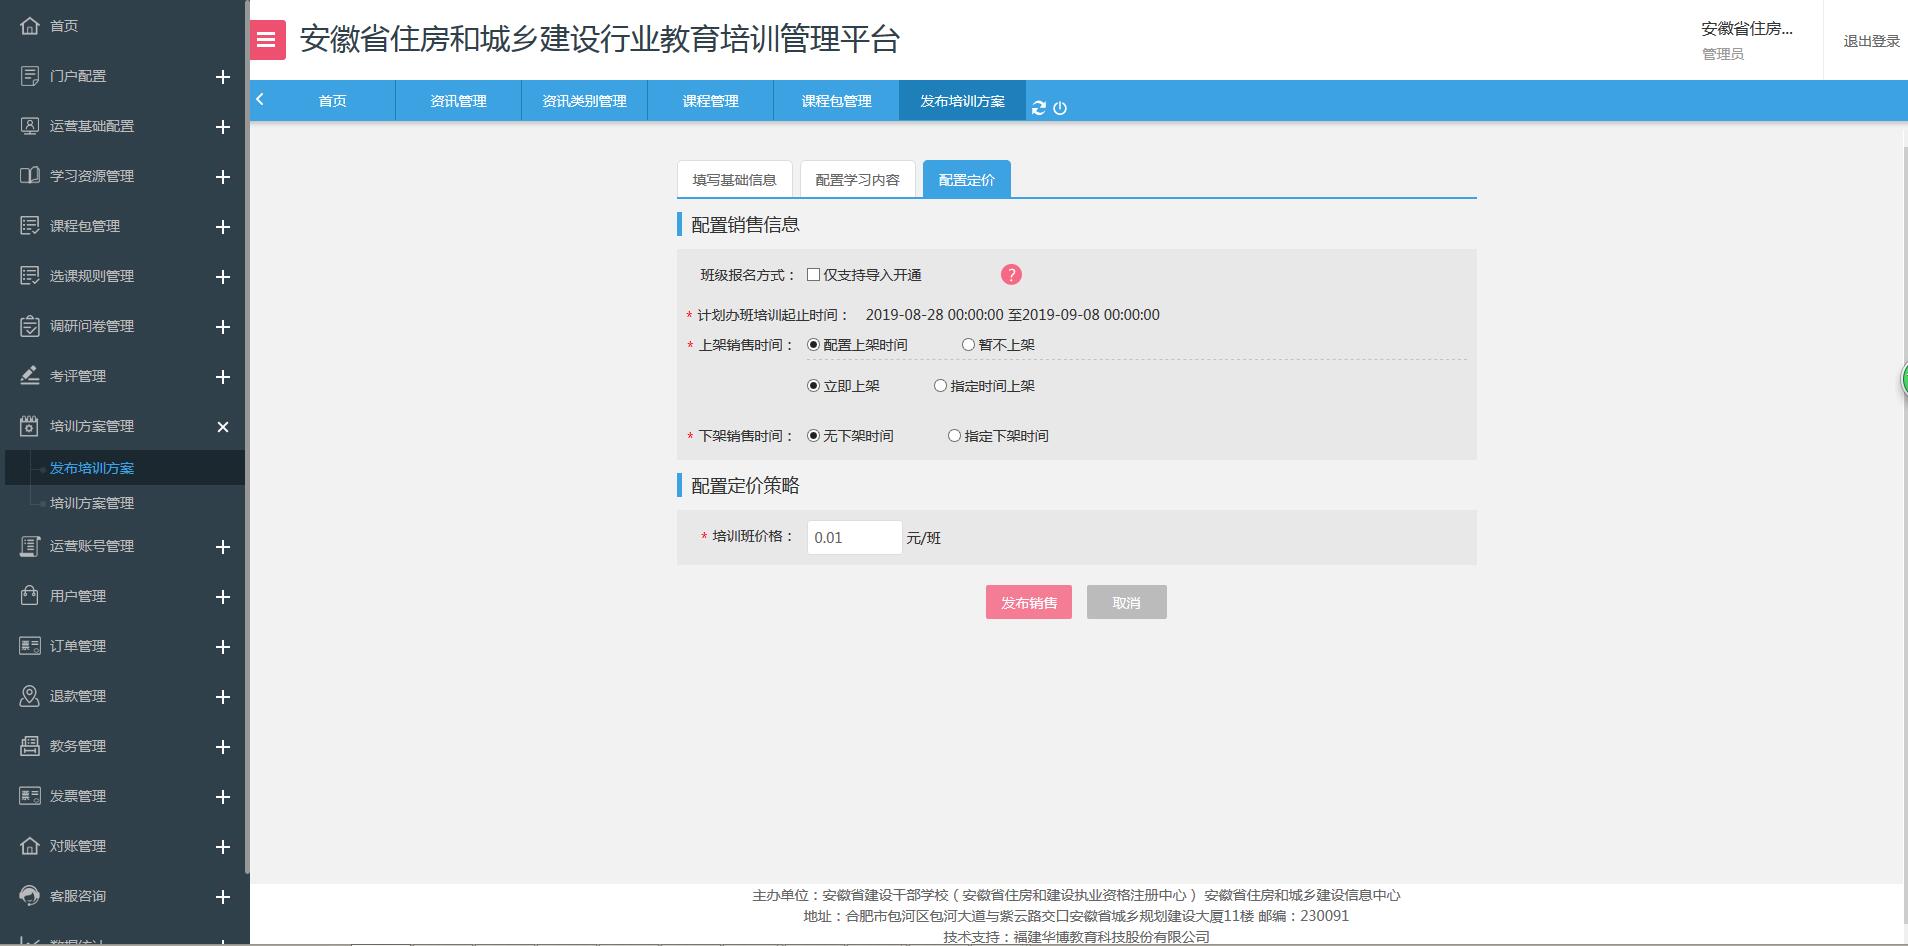 首页
门户配置
运营基础配置
学习资源管理
课程包管理
选课规则管理
调研问卷管理
考评管理
培训方案管理
发布培训方案
培训方案管理
运营账号管理
用户管理
订单管理
退款管理
教务管理
发票管理
对账管理
客服咨询
安徽省住房和城乡建设行业教育培训管理平台
安徽省住房...
管理员
退出登录
首页 资讯管理 资讯类别管理 课程管理 课程包管理 发布培训方案
填写基础信息 配置学习内容 配置定价
配置销售信息
班级报名方式： 仅支持导入开通 ?
* 计划办班培训起止时间： 2019-08-28 00:00:00 至2019-09-08 00:00:00
* 上架销售时间： 配置上架时间 暂不上架
立即上架 指定时间上架
* 下架销售时间： 无下架时间 指定下架时间
配置定价策略
* 培训班价格： 0.01 元/班
发布销售 取消
主办单位：安徽省建设干部学校（安徽省住房和建设执业资格注册中心） 安徽省住房和城乡建设信息中心
地址：合肥市包河区包河大道与紫云路交口安徽省城乡规划建设大厦11楼 邮编：230091
技术支持：福建华博教育科技股份有限公司